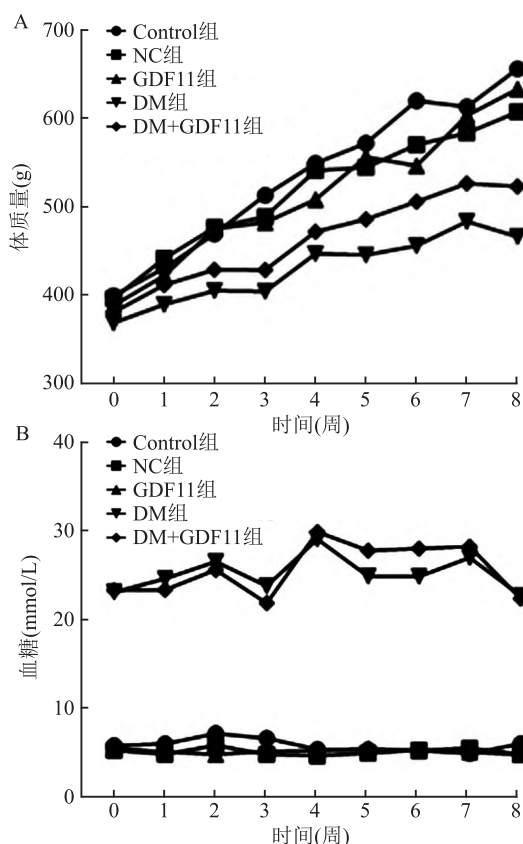 A
Control组
NC组
GDF11组
DM组
DM+GDF11组
700
600
500
400
300
体质量(g)
0 1 2 3 4 5 6 7 8
时间(周)
B
Control组
NC组
GDF11组
DM组
DM+GDF11组
40
30
20
10
0
血糖(mmol/L)
0 1 2 3 4 5 6 7 8
时间(周)